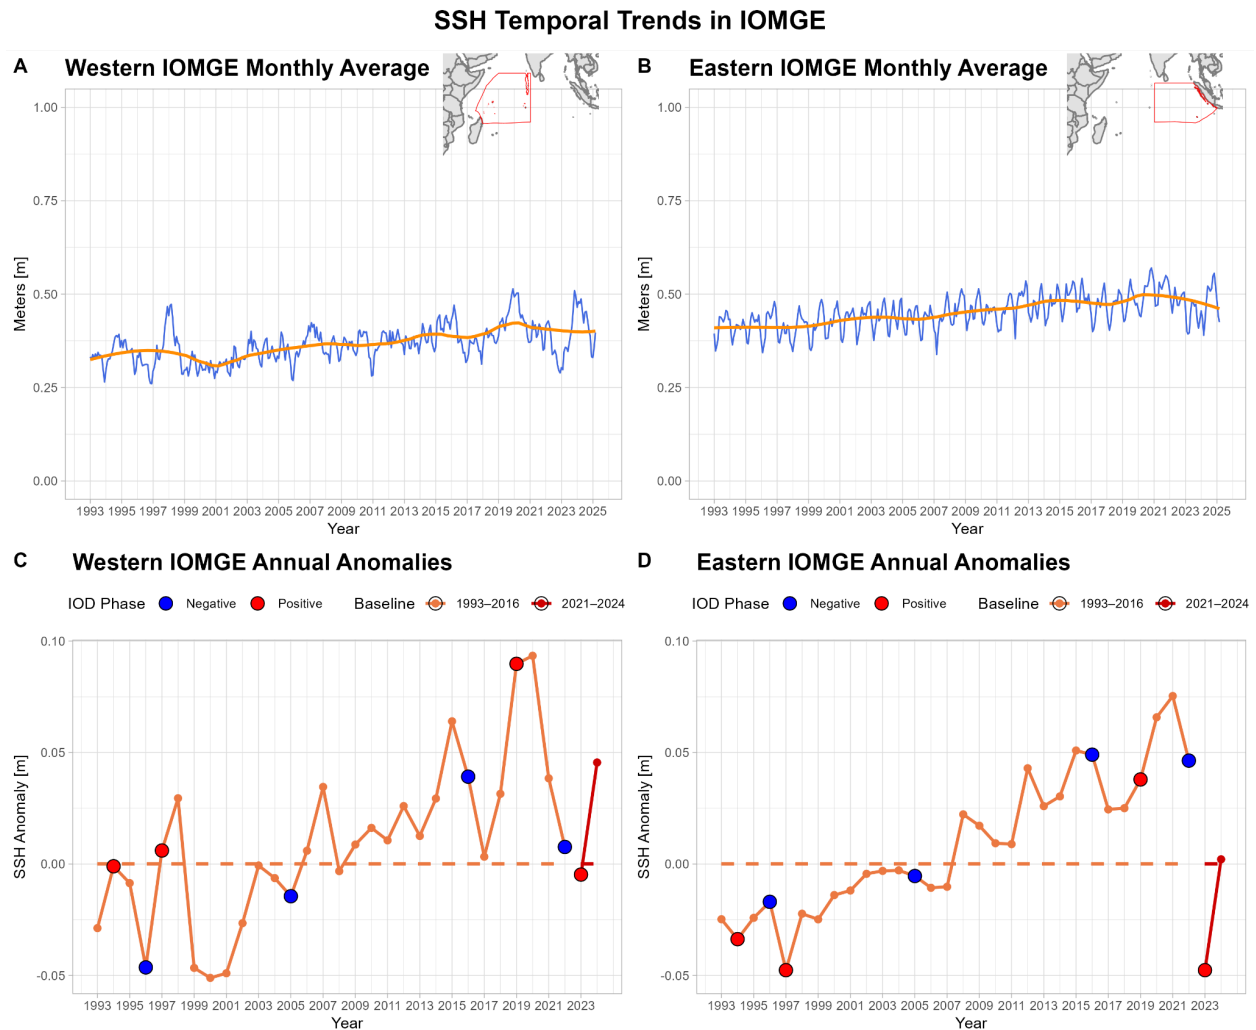 SSH Temporal Trends in IOMGE
A Western IOMGE Monthly Average
1.00
0.75
0.50
0.25
0.00
Meters [m]
1993 1995 1997 1999 2001 2003 2005 2007 2009 2011 2013 2015 2017 2019 2021 2023 2025
Year
B Eastern IOMGE Monthly Average
1.00
0.75
0.50
0.25
0.00
Meters [m]
1993 1995 1997 1999 2001 2003 2005 2007 2009 2011 2013 2015 2017 2019 2021 2023 2025
Year
C Western IOMGE Annual Anomalies
IOD Phase Negative Positive Baseline 1993–2016 2021–2024
0.10
0.05
0.00
-0.05
SSH Anomaly [m]
1993 1995 1997 1999 2001 2003 2005 2007 2009 2011 2013 2015 2017 2019 2021 2023
Year
D Eastern IOMGE Annual Anomalies
IOD Phase Negative Positive Baseline 1993–2016 2021–2024
0.10
0.05
0.00
-0.05
SSH Anomaly [m]
1993 1995 1997 1999 2001 2003 2005 2007 2009 2011 2013 2015 2017 2019 2021 2023
Year